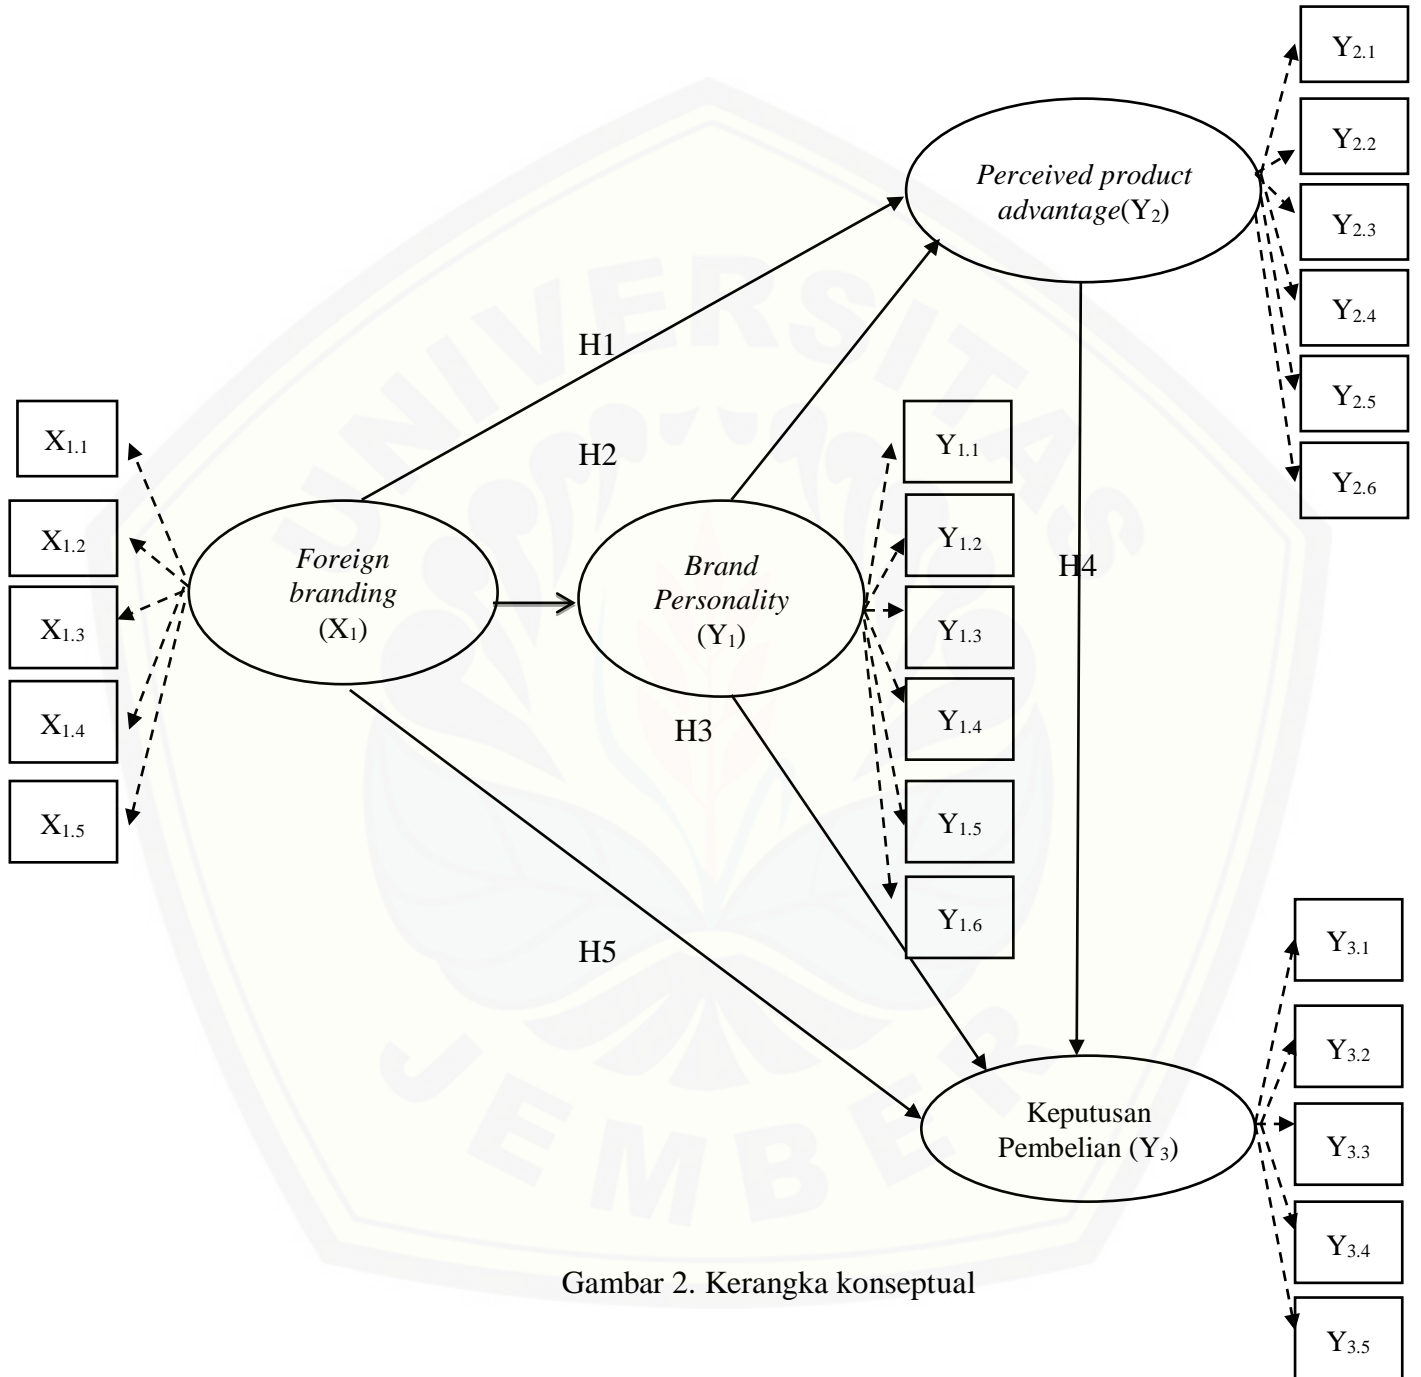 Y2.1
Y2.2
Y2.3
Y2.4
Y2.5
Y2.6
Perceived product
advantage(Y2)
H1
H2
X1.1
X1.2
X1.3
X1.4
X1.5
Foreign
branding
(X1)
Brand
Personality
(Y1)
Y1.1
Y1.2
Y1.3
Y1.4
Y1.5
Y1.6
H4
H3
H5
Keputusan
Pembelian (Y3)
Y3.1
Y3.2
Y3.3
Y3.4
Y3.5
Gambar 2. Kerangka konseptual
UNIVERSITAS
JEMBER